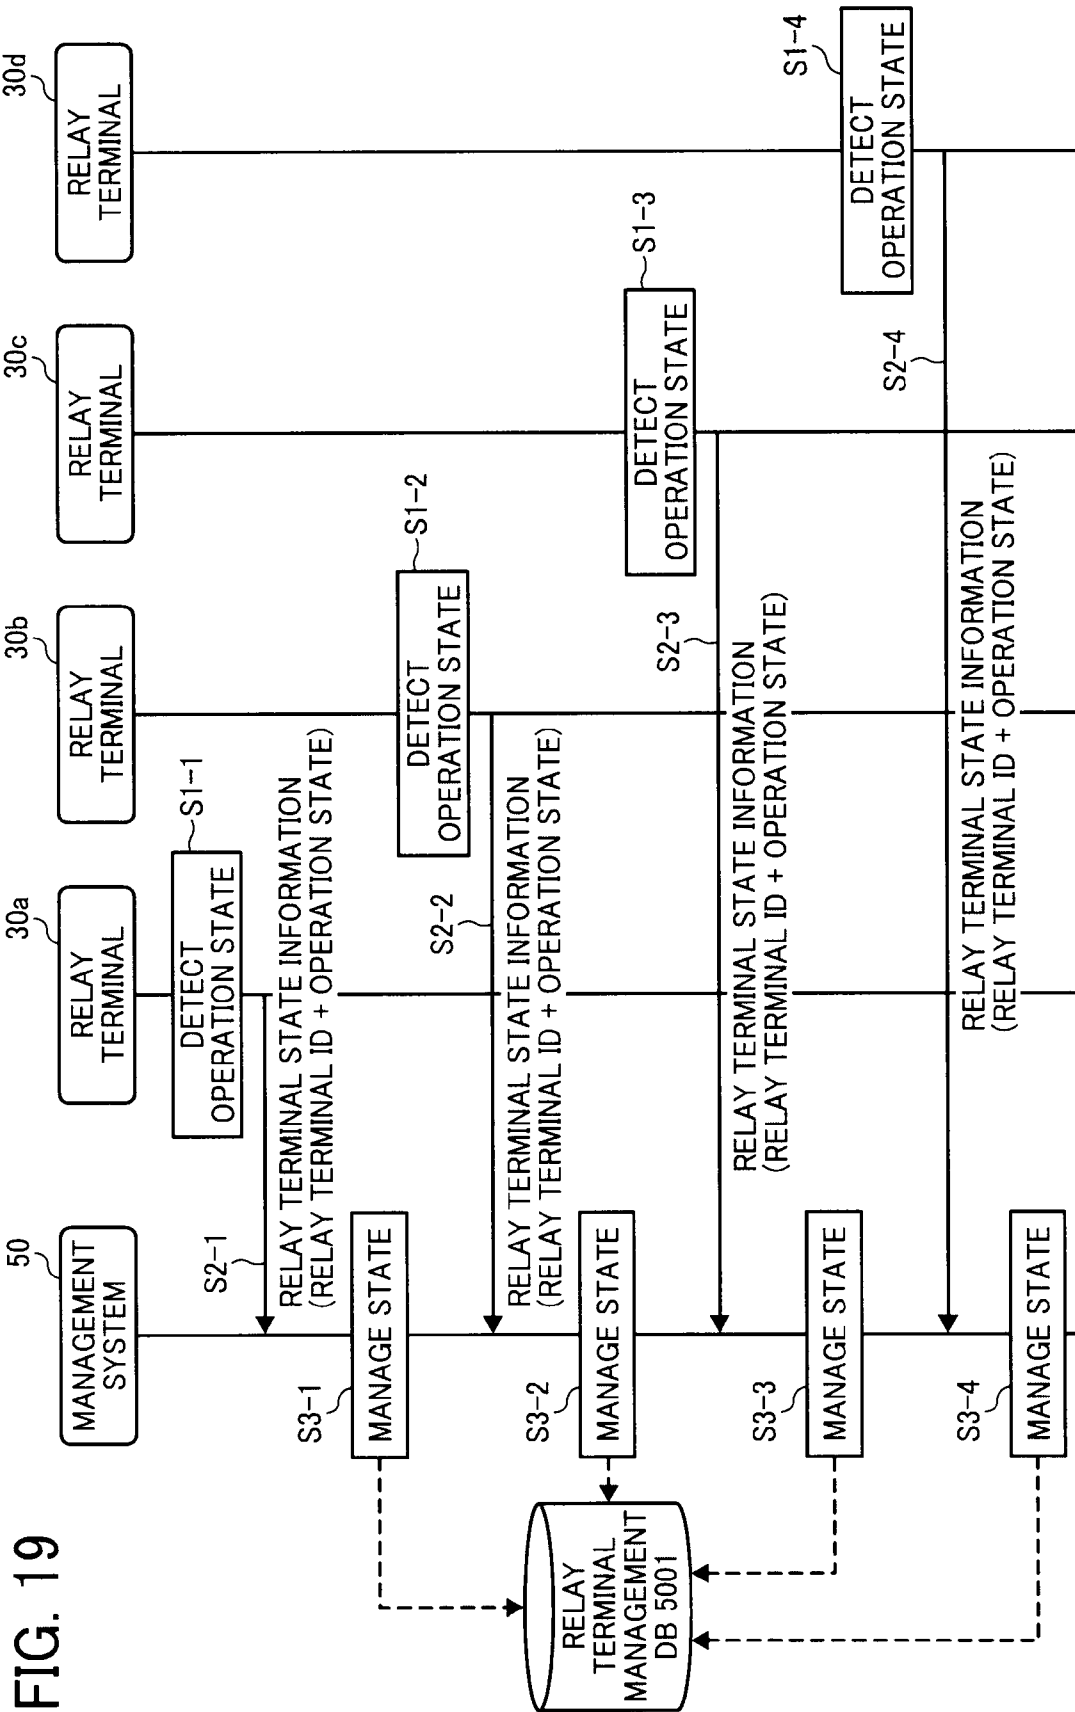 FIG. 19
50
MANAGEMENT
SYSTEM
30a
RELAY
TERMINAL
30b
RELAY
TERMINAL
30c
RELAY
TERMINAL
30d
RELAY
TERMINAL
S1-1
DETECT
OPERATION STATE
S2-1
RELAY TERMINAL STATE INFORMATION
(RELAY TERMINAL ID + OPERATION STATE)
S3-1
MANAGE STATE
S1-2
DETECT
OPERATION STATE
S2-2
RELAY TERMINAL STATE INFORMATION
(RELAY TERMINAL ID + OPERATION STATE)
S3-2
MANAGE STATE
RELAY
TERMINAL
MANAGEMENT
DB 5001
S1-3
DETECT
OPERATION STATE
S2-3
RELAY TERMINAL STATE INFORMATION
(RELAY TERMINAL ID + OPERATION STATE)
S3-3
MANAGE STATE
S1-4
DETECT
OPERATION STATE
S2-4
RELAY TERMINAL STATE INFORMATION
(RELAY TERMINAL ID + OPERATION STATE)
S3-4
MANAGE STATE